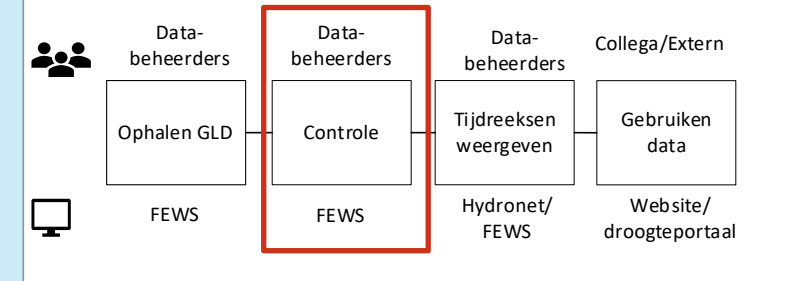 Data-
beheerders
Data-
beheerders
Data-
beheerders
Collega/Extern
Ophalen GLD
Controle
Tijdreeksen
weergeven
Gebruiken
data
FEWS
FEWS
Hydronet/
FEWS
Website/
droogteportaal